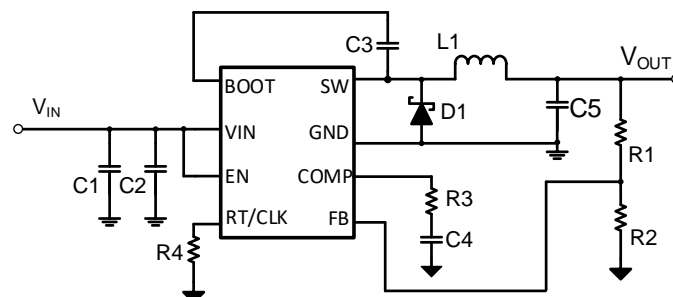 C3
L1
VOUT
BOOT
SW
VIN
D1
C5
VIN
GND
R1
C1
C2
EN
COMP
R3
RT/CLK
FB
R2
R4
C4